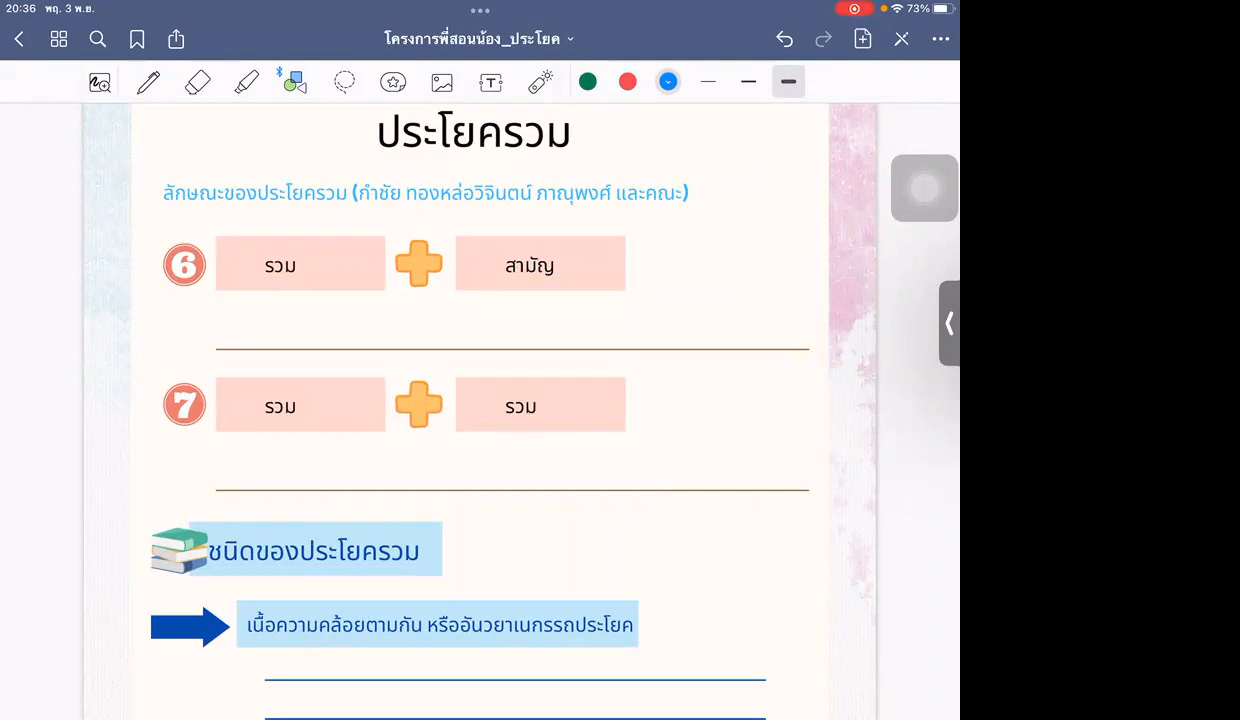 20:36 พฤ. 3 พ.ย.
73%
โครงการพี่สอนน้อง_ประโยค
T
ประโยครวม
ลักษณะของประโยครวม (กำชัย ทองหล่อวิจินตน์ ภาณุพงศ์ และคณะ)
6 รวม สามัญ
7 รวม รวม
ชนิดของประโยครวม
เนื้อความคล้อยตามกัน หรืออันวยาเนกรรถประโยค